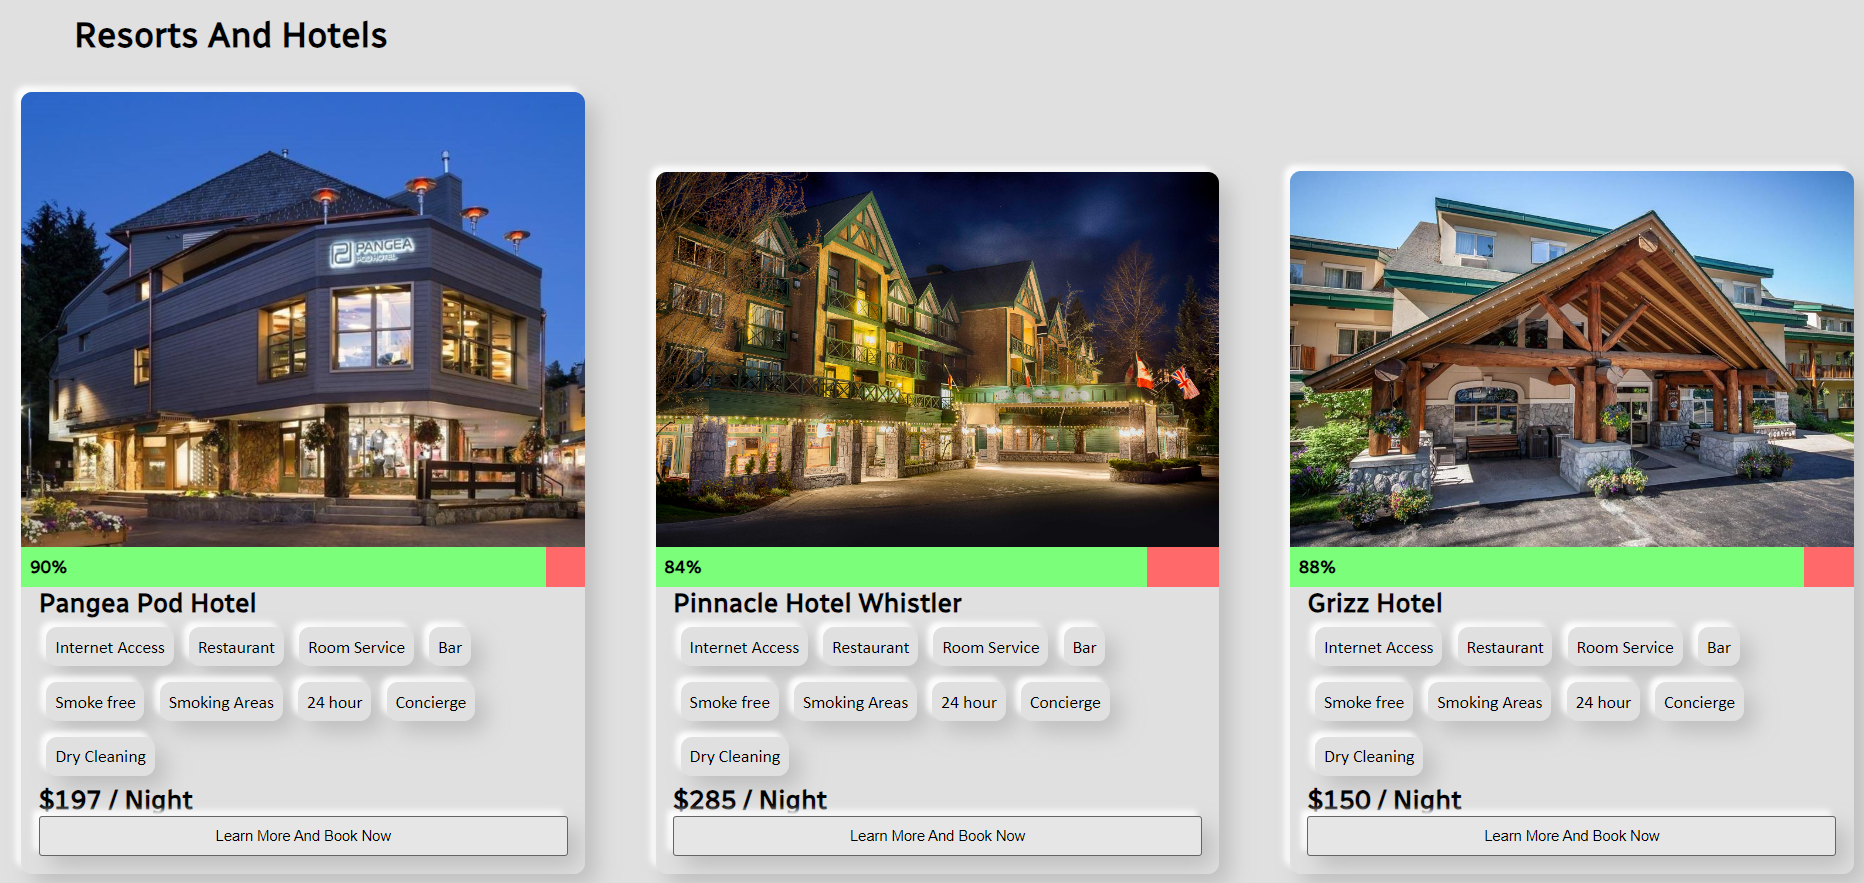 Resorts And Hotels
PANGEA
POD HOTEL
90%
Pangea Pod Hotel
Internet Access Restaurant Room Service Bar
Smoke free Smoking Areas 24 hour Concierge
Dry Cleaning
$197 / Night
Learn More And Book Now
84%
Pinnacle Hotel Whistler
Internet Access Restaurant Room Service Bar
Smoke free Smoking Areas 24 hour Concierge
Dry Cleaning
$285 / Night
Learn More And Book Now
88%
Grizz Hotel
Internet Access Restaurant Room Service Bar
Smoke free Smoking Areas 24 hour Concierge
Dry Cleaning
$150 / Night
Learn More And Book Now